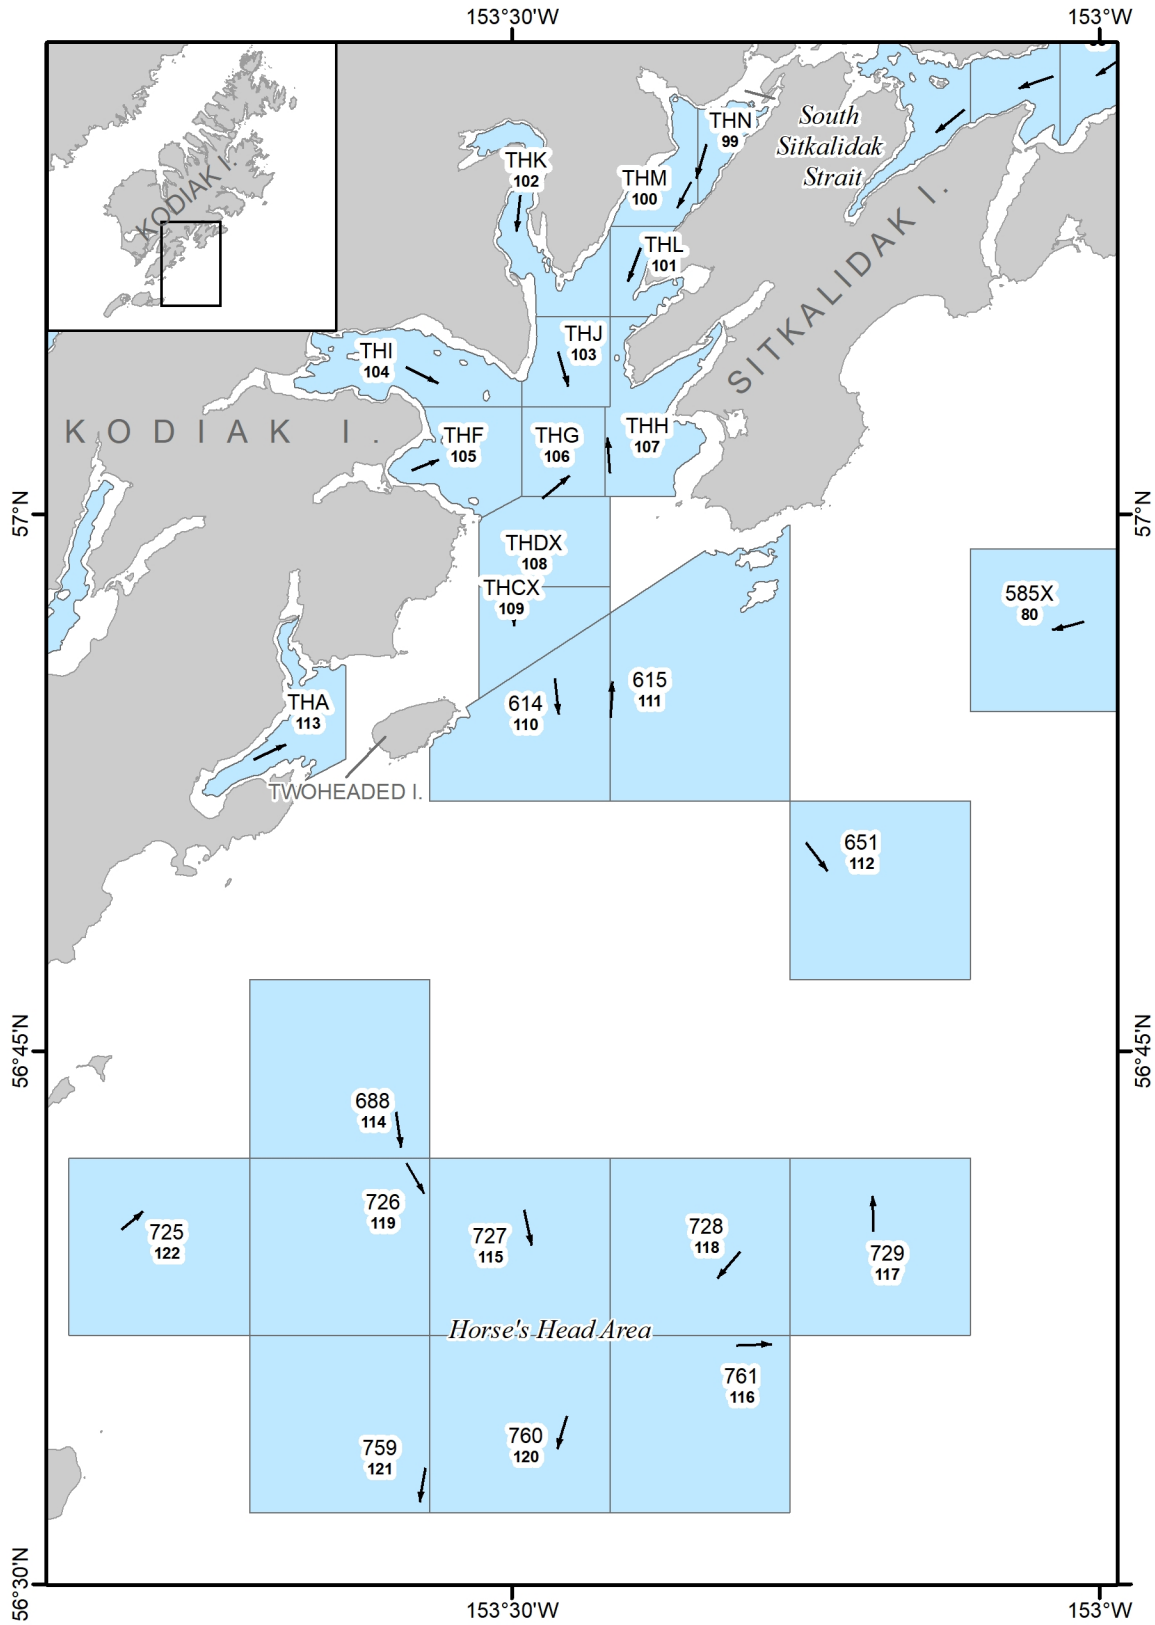 153°30'W
153°W
THN
99
South
Sitkalidak
Strait
THK
102
THM
100
KODIAK I.
THL
101
SITKALIDAK I.
THJ
103
THI
104
KODIAK I.
THF
105
THG
106
THH
107
57°N
57°N
THDX
108
THCX
109
585X
80
THA
113
614
110
615
111
TWOHEADED I.
651
112
56°45'N
56°45'N
688
114
726
119
725
122
727
115
728
118
729
117
Horse's Head Area
761
116
759
121
760
120
56°30'N
153°30'W
153°W